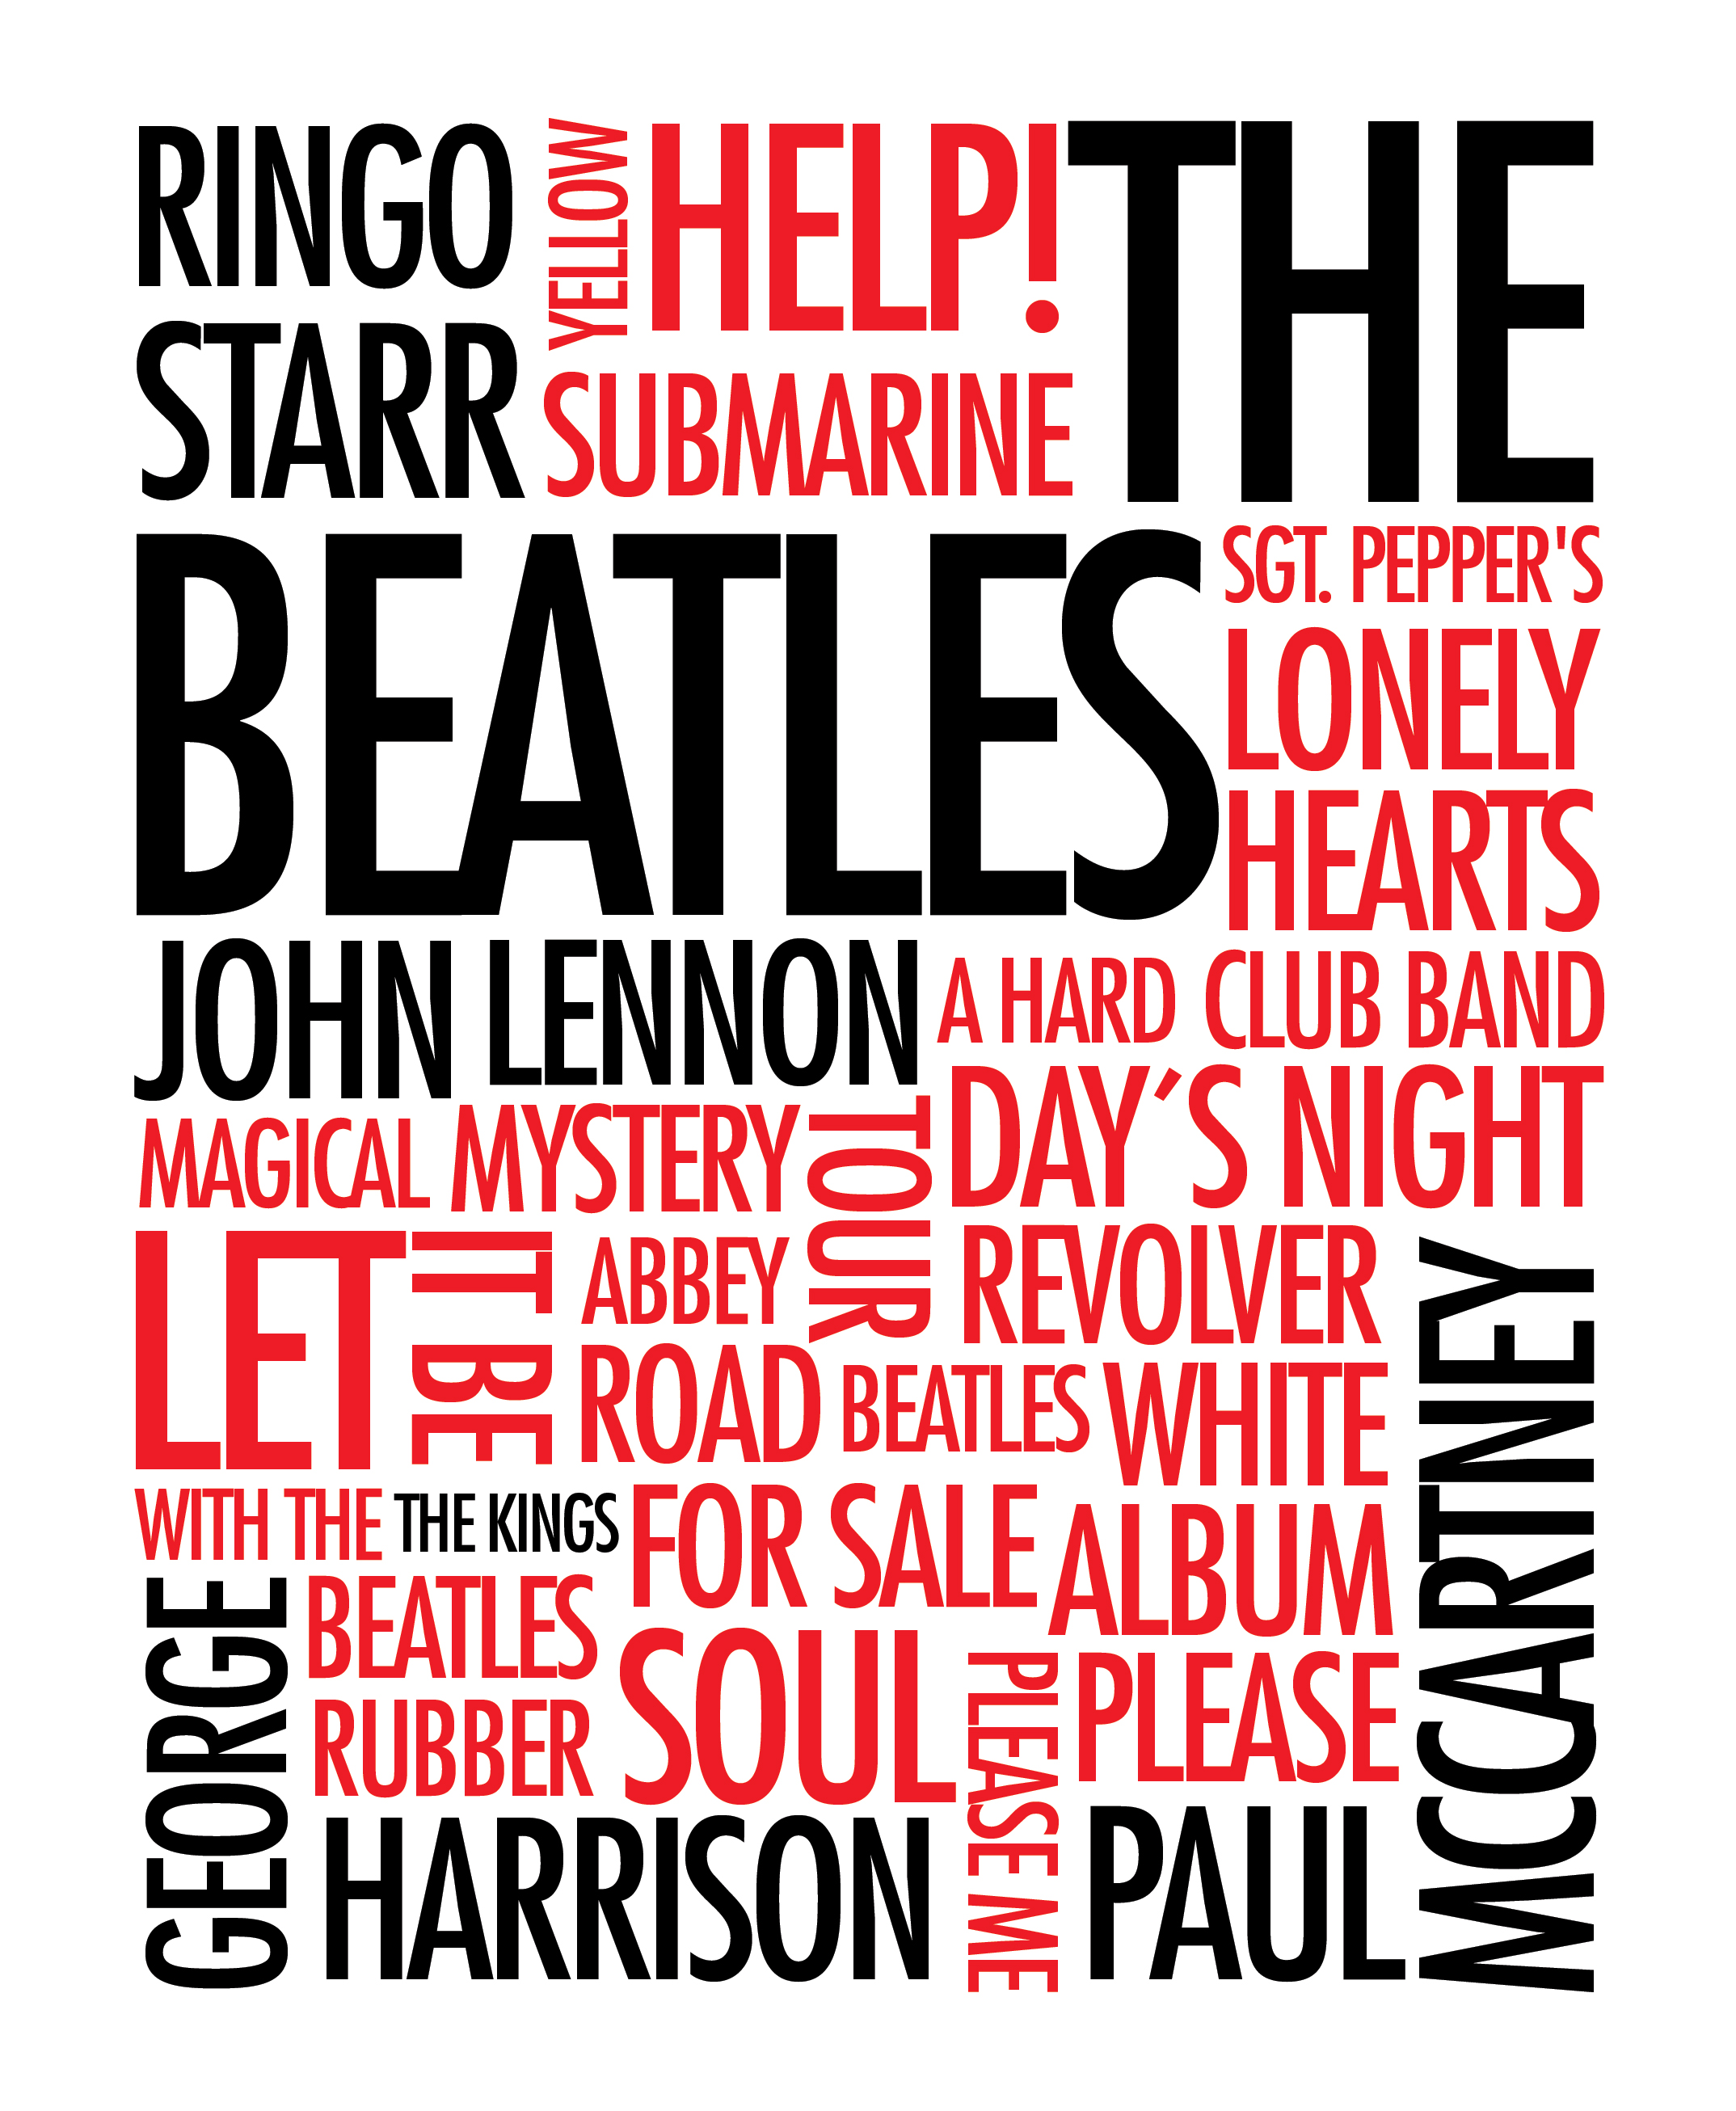 RINGO
STARR
YELLOW
SUBMARINE
HELP!
THE
BEATLES
SGT. PEPPER'S
LONELY
HEARTS
CLUB BAND
JOHN LENNON
A HARD
DAY´S NIGHT
MAGICAL MYSTERY
TOUR
LET
IT BE
ABBEY
ROAD
REVOLVER
BEATLES
FOR SALE
WHITE
ALBUM
WITH THE
BEATLES
THE KINGS
RUBBER
SOUL
PLEASE
PLEASE ME
GEORGE
HARRISON
PAUL
MCCARTNEY